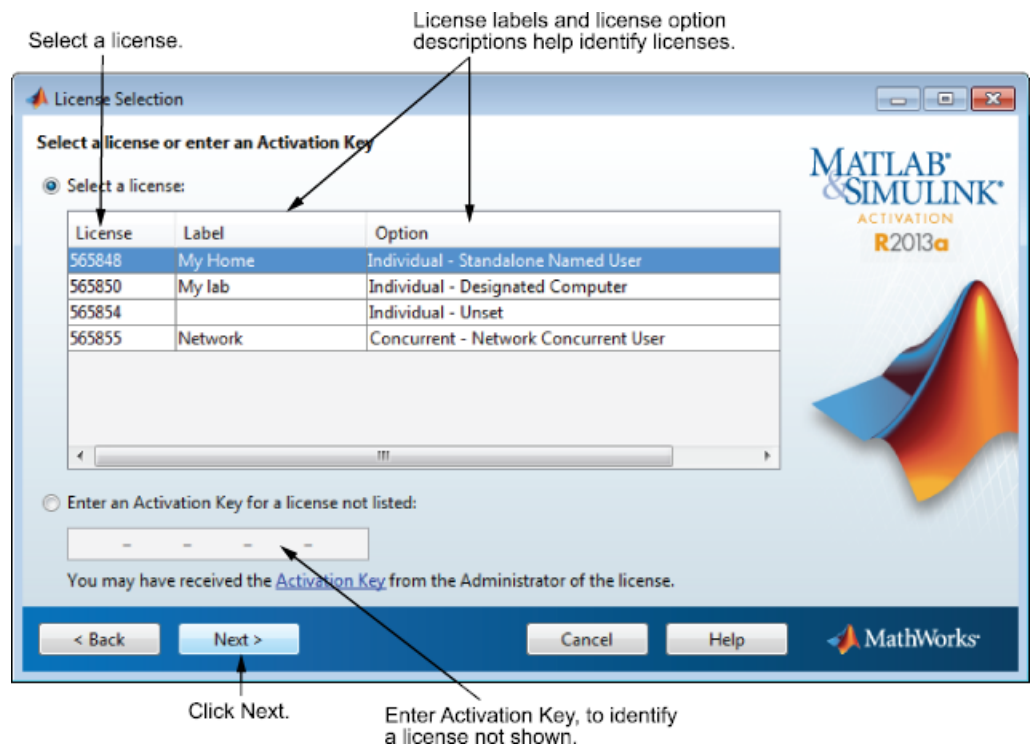 License labels and license option
descriptions help identify licenses.
Select a license.
License Selection
Select a license or enter an Activation Key
Select a license:
License Label Option
565848 My Home Individual - Standalone Named User
565850 My lab Individual - Designated Computer
565854 Individual - Unset
565855 Network Concurrent - Network Concurrent User
MATLAB®
&SIMULINK®
ACTIVATION
R2013a
Enter an Activation Key for a license not listed:
- - - -
You may have received the Activation Key from the Administrator of the license.
< Back Next > Cancel Help MathWorks®
Click Next.
Enter Activation Key, to identify
a license not shown.